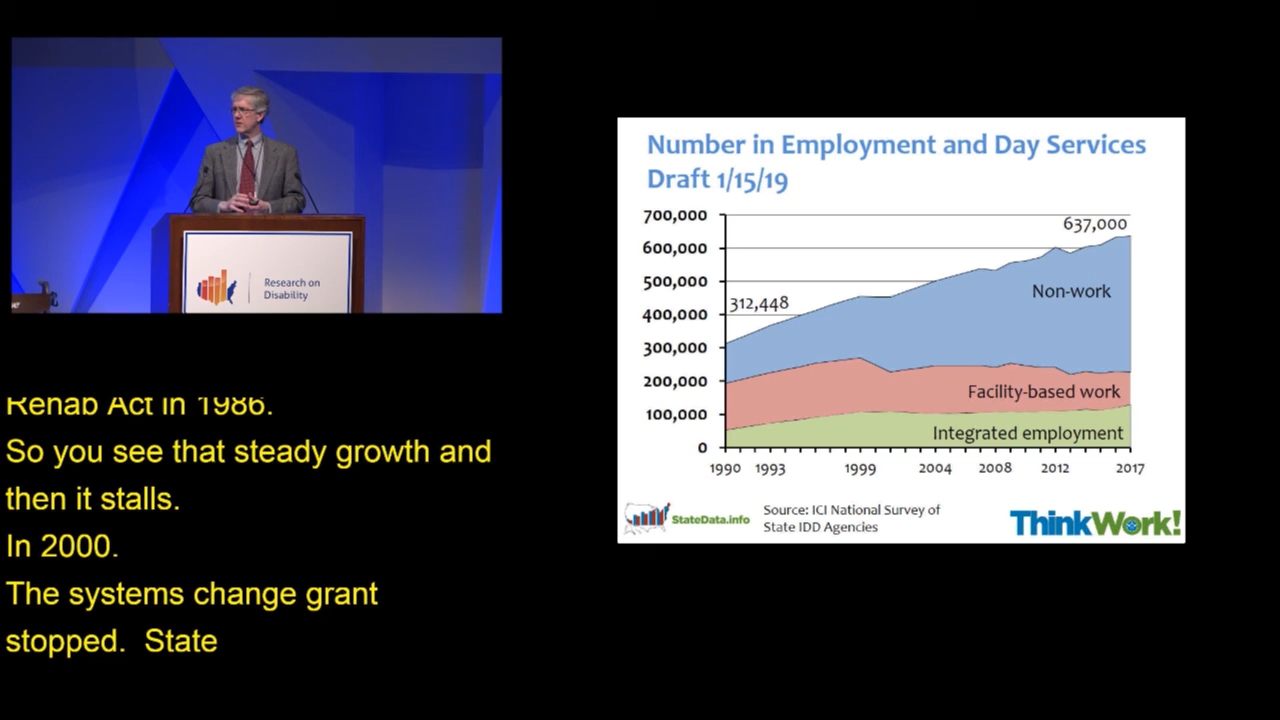 Research on
Disability
Rehab Act in 1986.
So you see that steady growth and
then it stalls.
In 2000.
The systems change grant
stopped.  State
Number in Employment and Day Services
Draft 1/15/19
700,000
600,000
500,000
400,000
300,000
200,000
100,000
0
637,000
312,448
Non-work
Facility-based work
Integrated employment
1990 1993 1999 2004 2008 2012 2017
StateData.info
Source: ICI National Survey of
State IDD Agencies
ThinkWork!